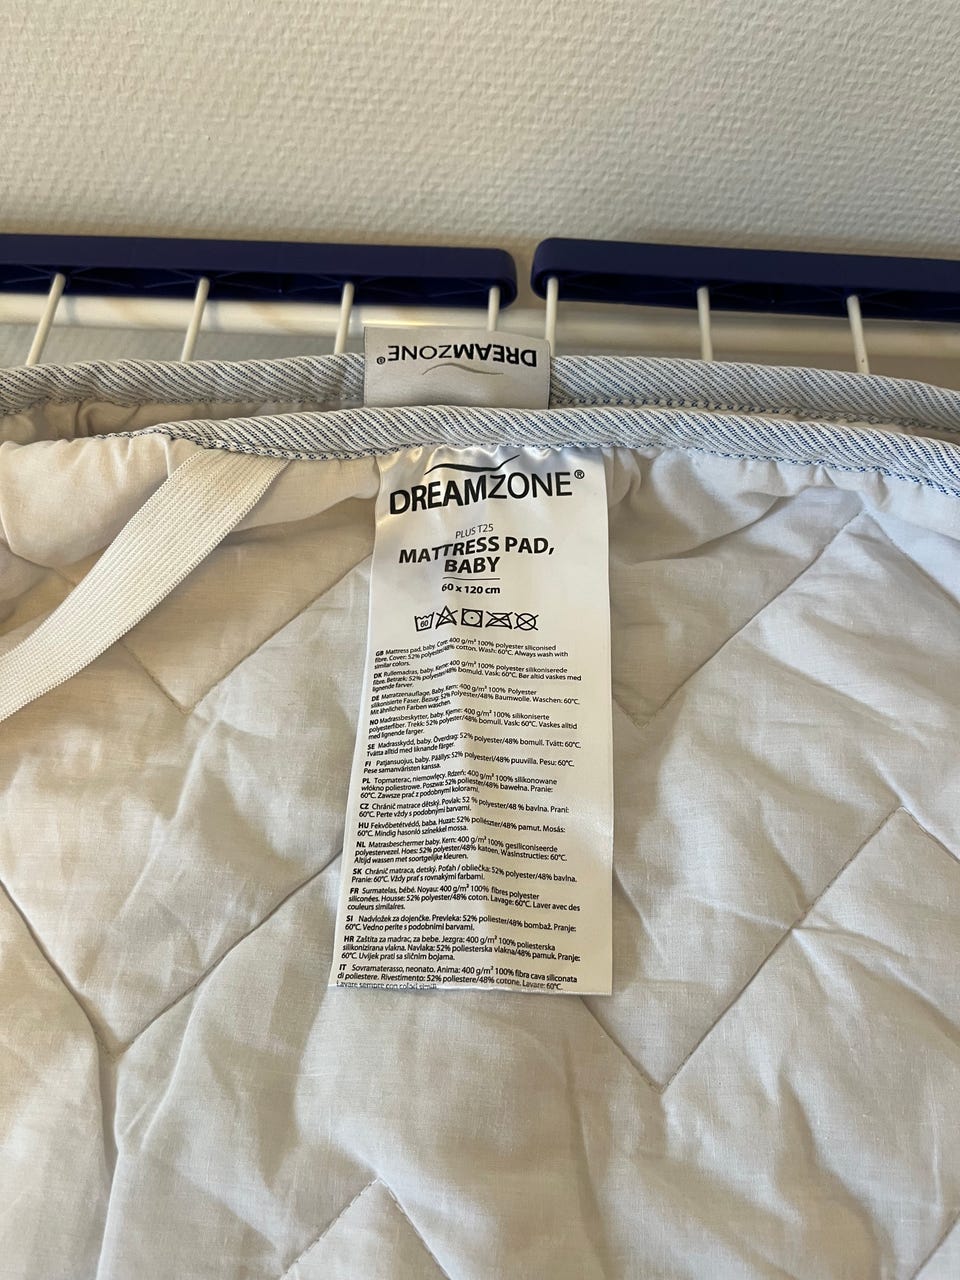 DREAMZONE®
DREAMZONE®
PLUS T25
MATTRESS PAD,
BABY
60 x 120 cm
60
GB Mattress pad, baby. Core: 400 g/m² 100% polyester siliconised
fibre. Cover: 52% polyester/48% cotton. Wash: 60°C. Always wash with
similar colors.
DK Rullemadras, baby. Kerne: 400 g/m² 100% polyester silikoniserede
fibre. Betræk: 52% polyester/48% bomuld. Vask: 60°C. Bør altid vaskes med
lignende farver.
DE Matratzenauflage, Baby. Kern: 400 g/m² 100% Polyester
silikonisierte Faser. Bezug: 52% Polyester/48% Baumwolle. Waschen: 60°C.
Mit ähnlichen Farben waschen.
NO Madrassbeskytter, baby. Kjerne: 400 g/m² 100% silikoniserte
polyesterfiber. Trekk: 52% polyester/48% bomull. Vask: 60°C. Vaskes alltid
med lignende farger.
SE Madrasskydd, baby. Överdrag: 52% polyester/48% bomull. Tvätt: 60°C.
Tvätta alltid med liknande färger.
FI Patjansuojus, baby. Päällys: 52% polyesteri/48% puuvilla. Pesu: 60°C.
Pese samanväristen kanssa.
PL Topmaterac, niemowlęcy. Rdzeń: 400 g/m² 100% silikonowane
włókno poliestrowe. Poszwa: 52% poliester/48% bawełna. Pranie:
60°C. Zawsze prać z podobnymi kolorami.
CZ Chránič matrace dětský. Povlak: 52 % polyester/48 % bavlna. Praní:
60°C. Perte vždy s podobnými barvami.
HU Fekvőbetétvédő, baba. Huzat: 52% poliészter/48% pamut. Mosás:
60°C. Mindig hasonló színekkel mossa.
NL Matrasbeschermer baby. Kern: 400 g/m² 100% gesiliconiseerde
polyestervezel. Hoes: 52% polyester/48% katoen. Wasinstructies: 60°C.
Altijd wassen met soortgelijke kleuren.
SK Chránič matraca, detský. Poťah / obliečka: 52% polyester/48% bavlna.
Pranie: 60°C. Vždy prať s rovnakými farbami.
FR Surmatelas, bébé. Noyau: 400 g/m² 100% fibres polyester
siliconées. Housse: 52% polyester/48% coton. Lavage: 60°C. Laver avec des
couleurs similaires.
SI Nadvložek za dojenčke. Prevleka: 52% poliester/48% bombaž. Pranje:
60°C. Vedno perite s podobnimi barvami.
HR Zaštita za madrac, za bebe. Jezgra: 400 g/m² 100% poliesterska
silikonizirana vlakna. Navlaka: 52% poliesterska vlakna/48% pamuk. Pranje:
60°C. Uvijek prati sa sličnim bojama.
IT Sovramaterasso, neonato. Anima: 400 g/m² 100% fibra cava siliconata
di poliestere. Rivestimento: 52% poliestere/48% cotone. Lavare: 60°C.
Lavare sempre con colori simili.